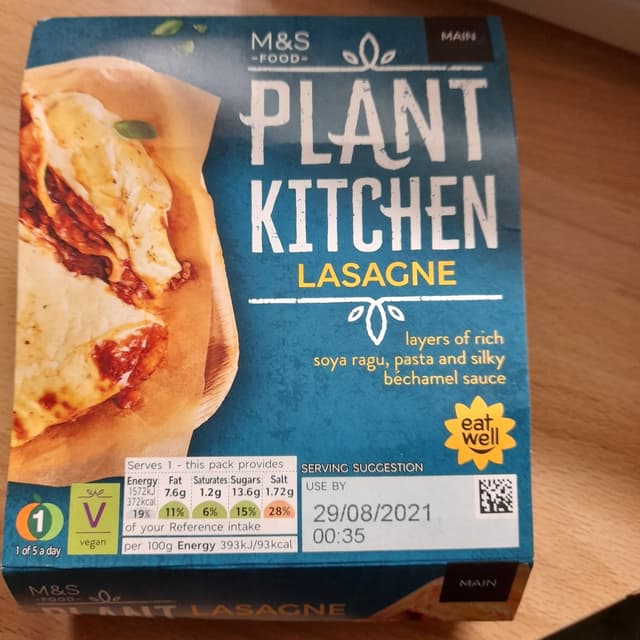 M&S
-FOOD-
MAIN
PLANT
KITCHEN
LASAGNE
layers of rich
soya ragu, pasta and silky
béchamel sauce
eat
well
SERVING SUGGESTION
Serves 1 - this pack provides
Energy Fat Saturates Sugars Salt
1572kJ 7.6g 1.2g 13.6g 1.72g
372kcal
19% 11% 6% 15% 28%
of your Reference intake
per 100g Energy 393kJ/93kcal
USE BY
29/08/2021
00:35
1
1 of 5 a day
V
vegan
M&S
-FOOD-
MAIN
PLANT LASAGNE